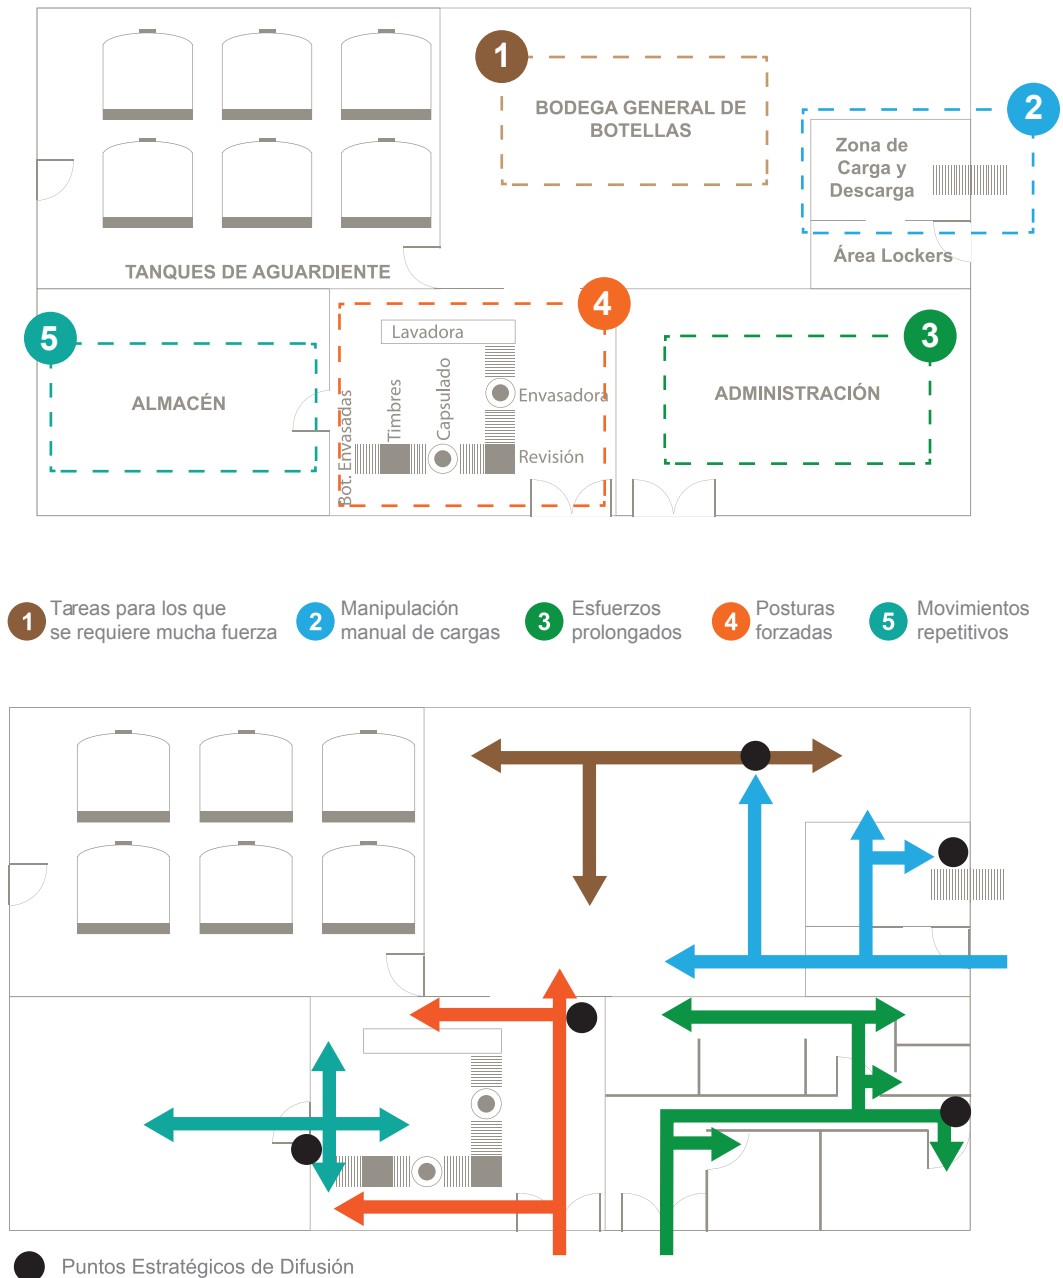 1
BODEGA GENERAL DE
BOTELLAS
2
Zona de
Carga y
Descarga
Área Lockers
TANQUES DE AGUARDIENTE
5
ALMACÉN
4
Lavadora
Envasadora
Revisión
Capsulado
Timbres
Bot. Envasadas
3
ADMINISTRACIÓN
1 Tareas para los que
se requiere mucha fuerza
2 Manipulación
manual de cargas
3 Esfuerzos
prolongados
4 Posturas
forzadas
5 Movimientos
repetitivos
Puntos Estratégicos de Difusión